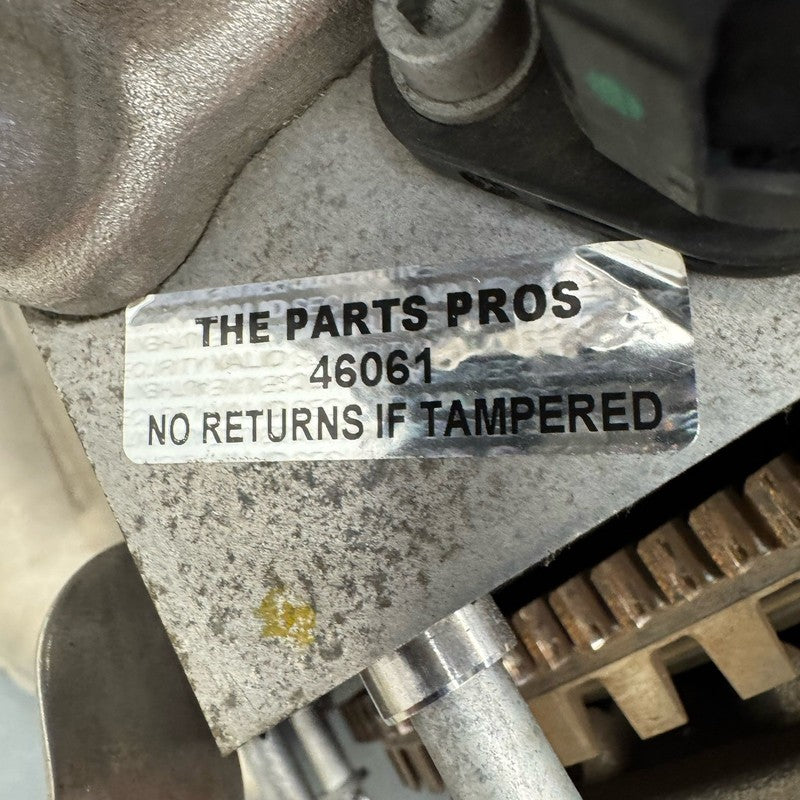 THE PARTS PROS
46061
NO RETURNS IF TAMPERED